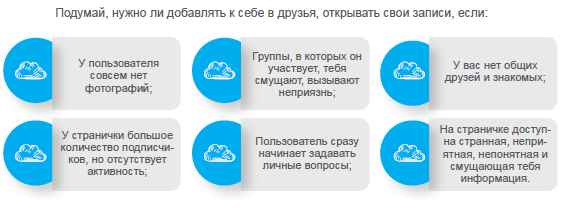 Подумай, нужно ли добавлять к себе в друзья, открывать свои записи, если:
У пользователя
совсем нет
фотографий;
Группы, в которых он
участвует, тебя
смущают, вызывают
неприязнь;
У вас нет общих
друзей и знакомых;
У странички большое
количество подписчи-
ков, но отсутствует
активность;
Пользователь сразу
начинает задавать
личные вопросы;
На страничке доступ-
на странная, непри-
ятная, непонятная и
смущающая тебя
информация.